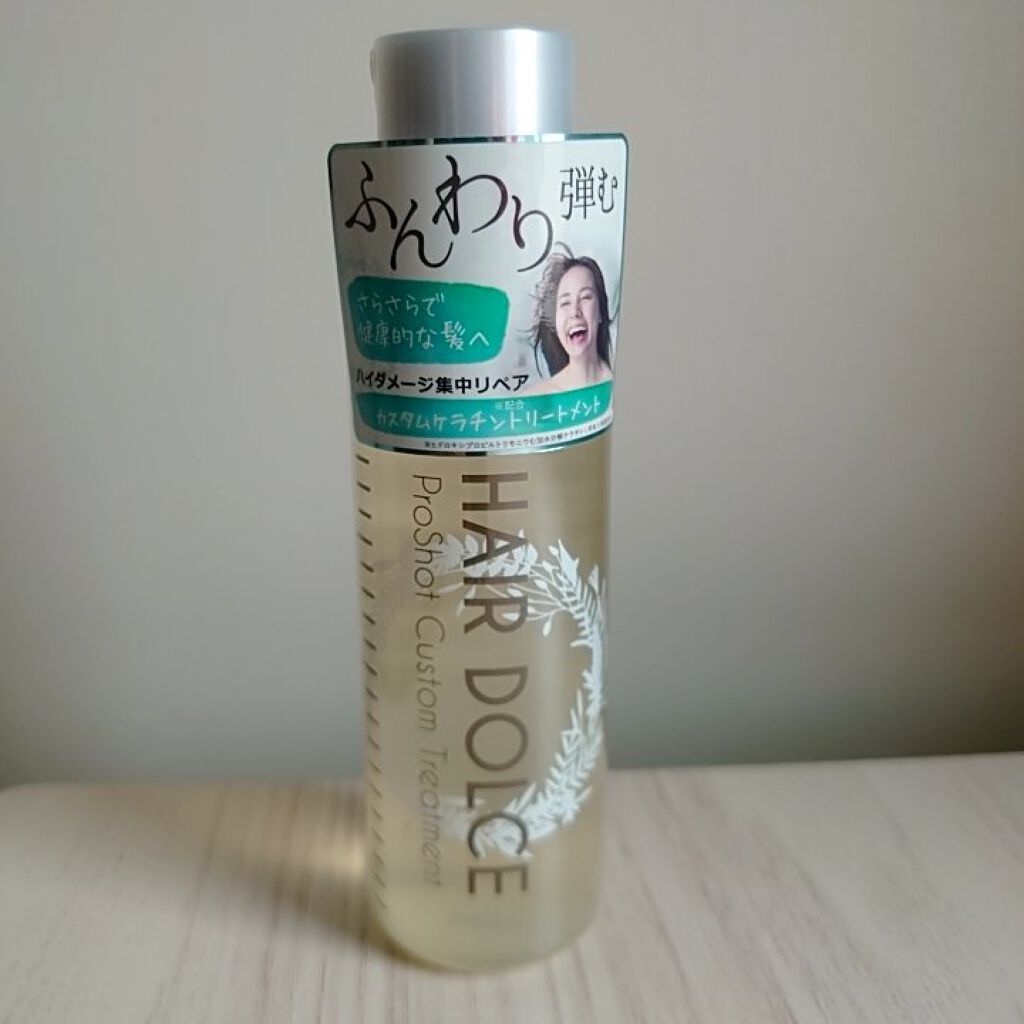 ふんわり
弾む
さらさらで
健康的な髪へ
ハイダメージ集中リペア
※配合
カスタムケラチントリートメント
HAIR DOLCE
ProShot Custom Treatment